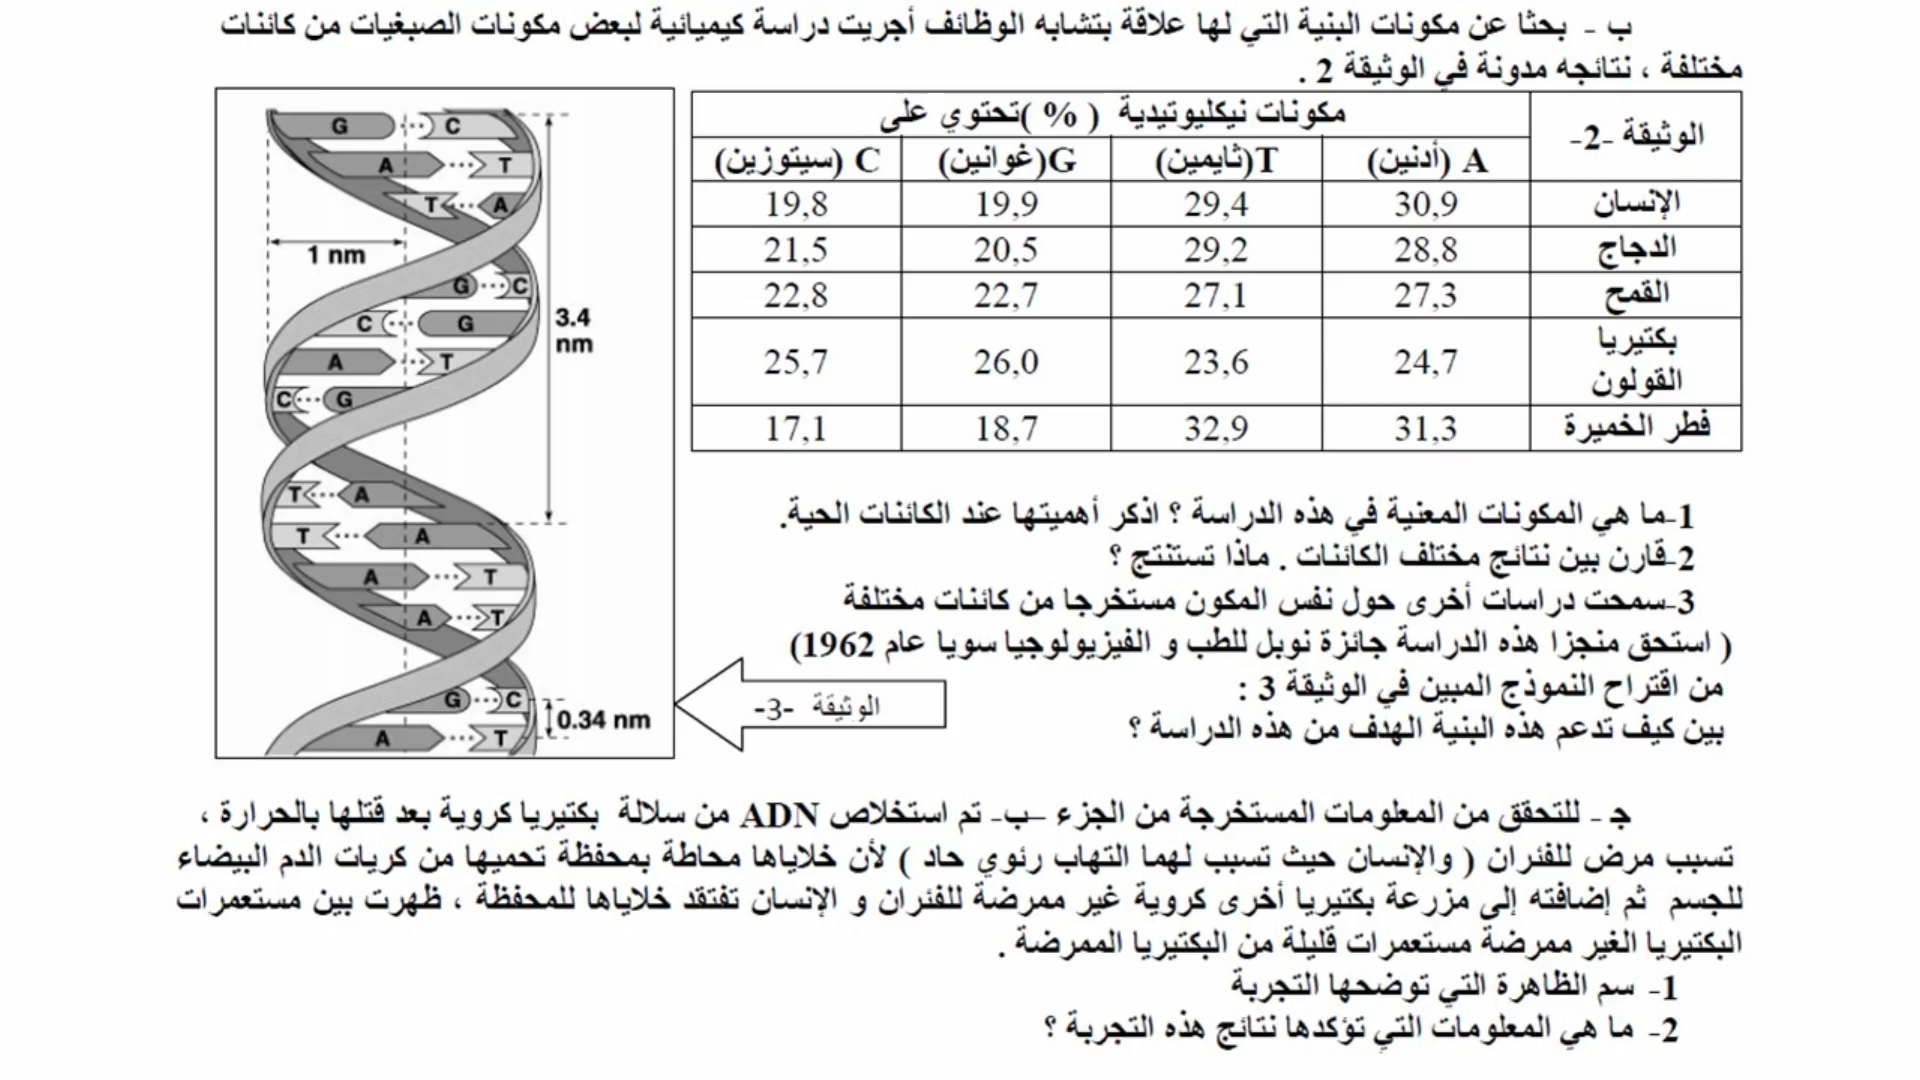 ب - بحثا عن مكونات البنية التي لها علاقة بتشابه الوظائف أجريت دراسة كيميائية لبعض مكونات الصبغيات من كائنات
مختلفة ، نتائجه مدونة في الوثيقة 2 .
الوثيقة -2-
مكونات نيكليوتيدية ( % )تحتوي على
A (أدنين) T(ثايمين) G(غوانين) C (سيتوزين)
الإنسان 30,9 29,4 19,9 19,8
الدجاج 28,8 29,2 20,5 21,5
القمح 27,3 27,1 22,7 22,8
بكتيريا
القولون 24,7 23,6 26,0 25,7
فطر الخميرة 31,3 32,9 18,7 17,1
G C
A T
T A
1 nm
G C
C G
3.4
nm
A T
C G
T A
T A
A T
A T
G C
0.34 nm
A T
1-ما هي المكونات المعنية في هذه الدراسة ؟ اذكر أهميتها عند الكائنات الحية.
2-قارن بين نتائج مختلف الكائنات . ماذا تستنتج ؟
3-سمحت دراسات أخرى حول نفس المكون مستخرجا من كائنات مختلفة
( استحق منجزا هذه الدراسة جائزة نوبل للطب و الفيزيولوجيا سويا عام 1962)
من اقتراح النموذج المبين في الوثيقة 3 :
الوثيقة -3-
بين كيف تدعم هذه البنية الهدف من هذه الدراسة ؟
جـ - للتحقق من المعلومات المستخرجة من الجزء –ب- تم استخلاص ADN من سلالة بكتيريا كروية بعد قتلها بالحرارة ،
تسبب مرض للفئران ( والإنسان حيث تسبب لهما التهاب رئوي حاد ) لأن خلاياها محاطة بمحفظة تحميها من كريات الدم البيضاء
للجسم ثم إضافته إلى مزرعة بكتيريا أخرى كروية غير ممرضة للفئران و الإنسان تفتقد خلاياها للمحفظة ، ظهرت بين مستعمرات
البكتيريا الغير ممرضة مستعمرات قليلة من البكتيريا الممرضة .
1- سم الظاهرة التي توضحها التجربة
2- ما هي المعلومات التي تؤكدها نتائج هذه التجربة ؟